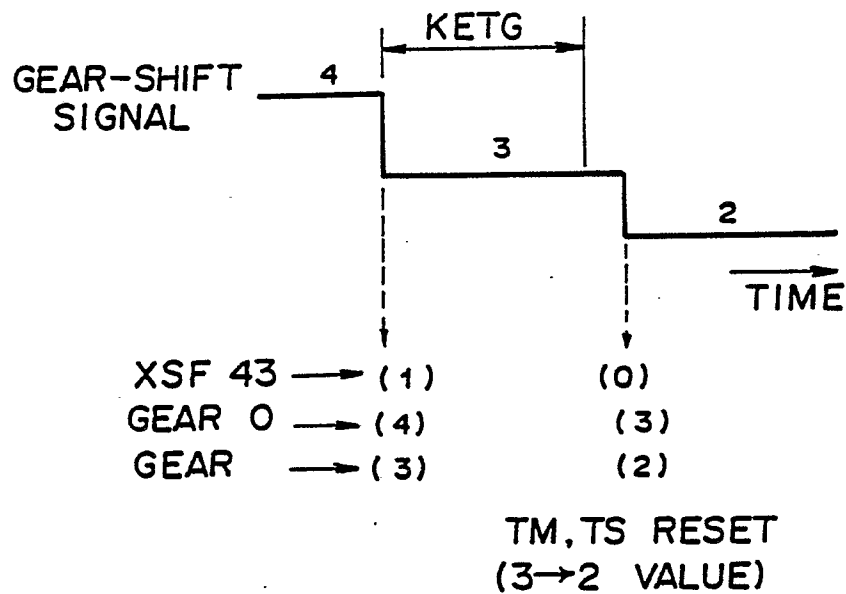 KETG
GEAR-SHIFT
SIGNAL
4
3
2
TIME
XSF 43 (1) (0)
GEAR 0 (4) (3)
GEAR (3) (2)
TM, TS RESET
(3→2 VALUE)